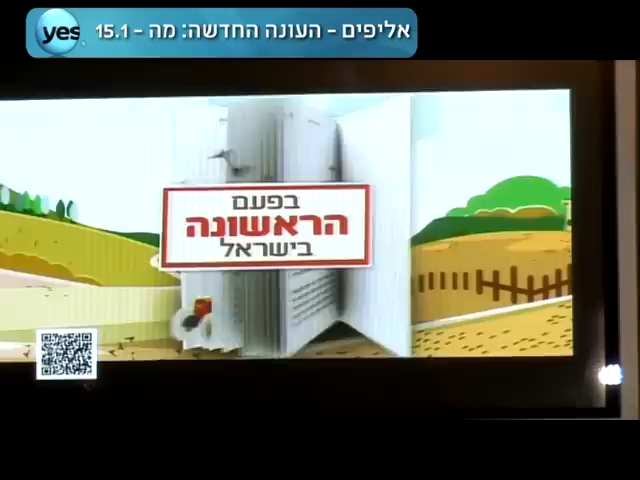 yes
אליפים - העונה החדשה: מה - 15.1
בפעם
הראשונה
בישראל